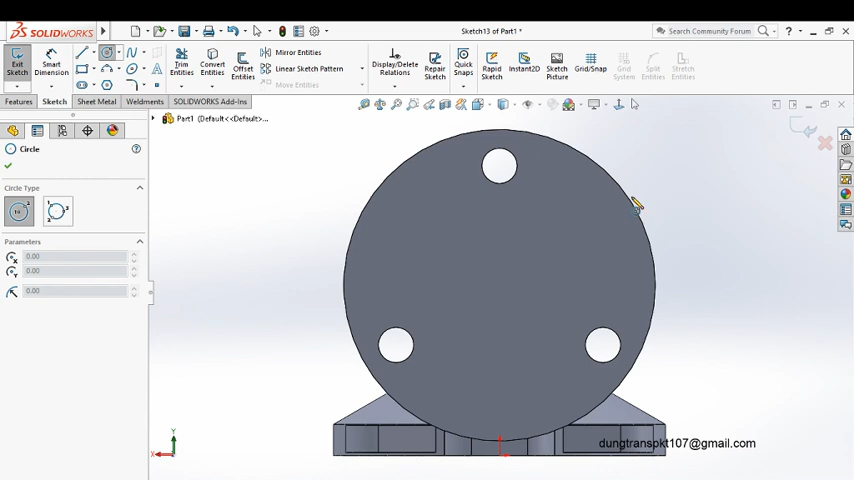 SOLIDWORKS
Sketch13 of Part1 *
Search Community Forum
Exit Sketch
Smart Dimension
Trim Entities
Convert Entities
Offset Entities
Mirror Entities
Linear Sketch Pattern
Move Entities
Display/Delete Relations
Repair Sketch
Quick Snaps
Rapid Sketch
Instant2D
Sketch Picture
Grid/Snap
Grid System
Split Entities
Stretch Entities
Features
Sketch
Sheet Metal
Weldments
SOLIDWORKS Add-Ins
Part1 (Default<<Default>...
Circle
Circle Type
Parameters
0.00
0.00
0.00
Y
X
dungtranspkt107@gmail.com